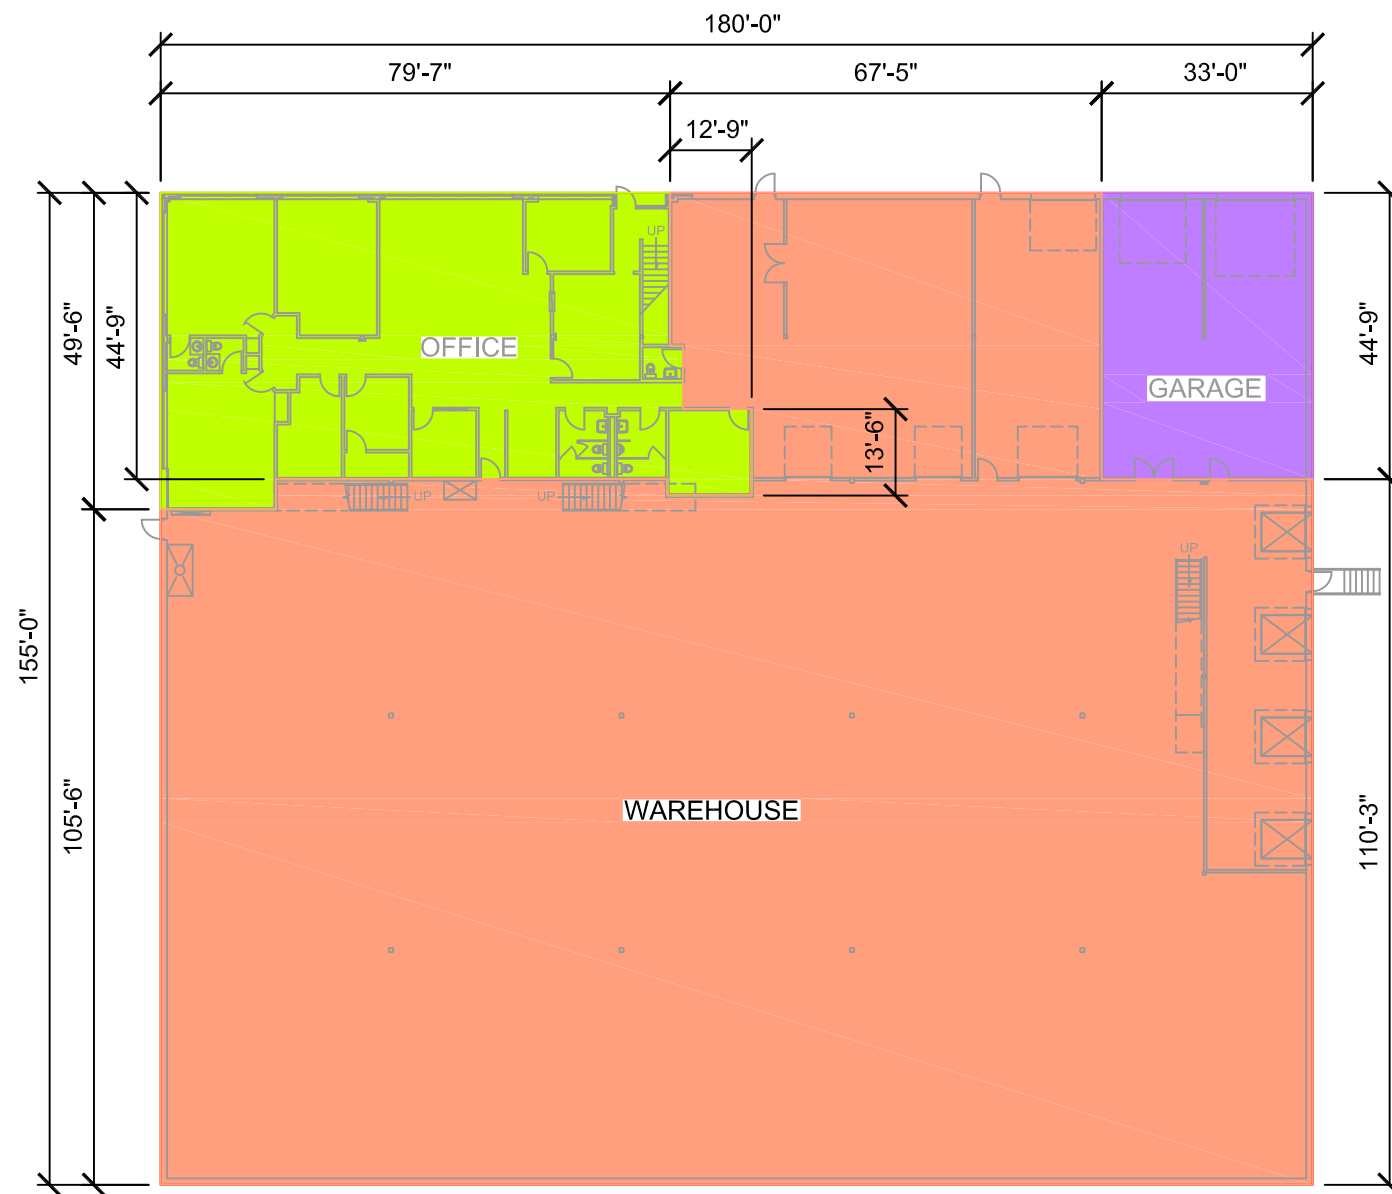 180'-0"
79'-7"
67'-5"
33'-0"
12'-9"
UP
49'-6"
44'-9"
OFFICE
44'-9"
GARAGE
13'-6"
UP
UP
UP
155'-0"
105'-6"
WAREHOUSE
110'-3"